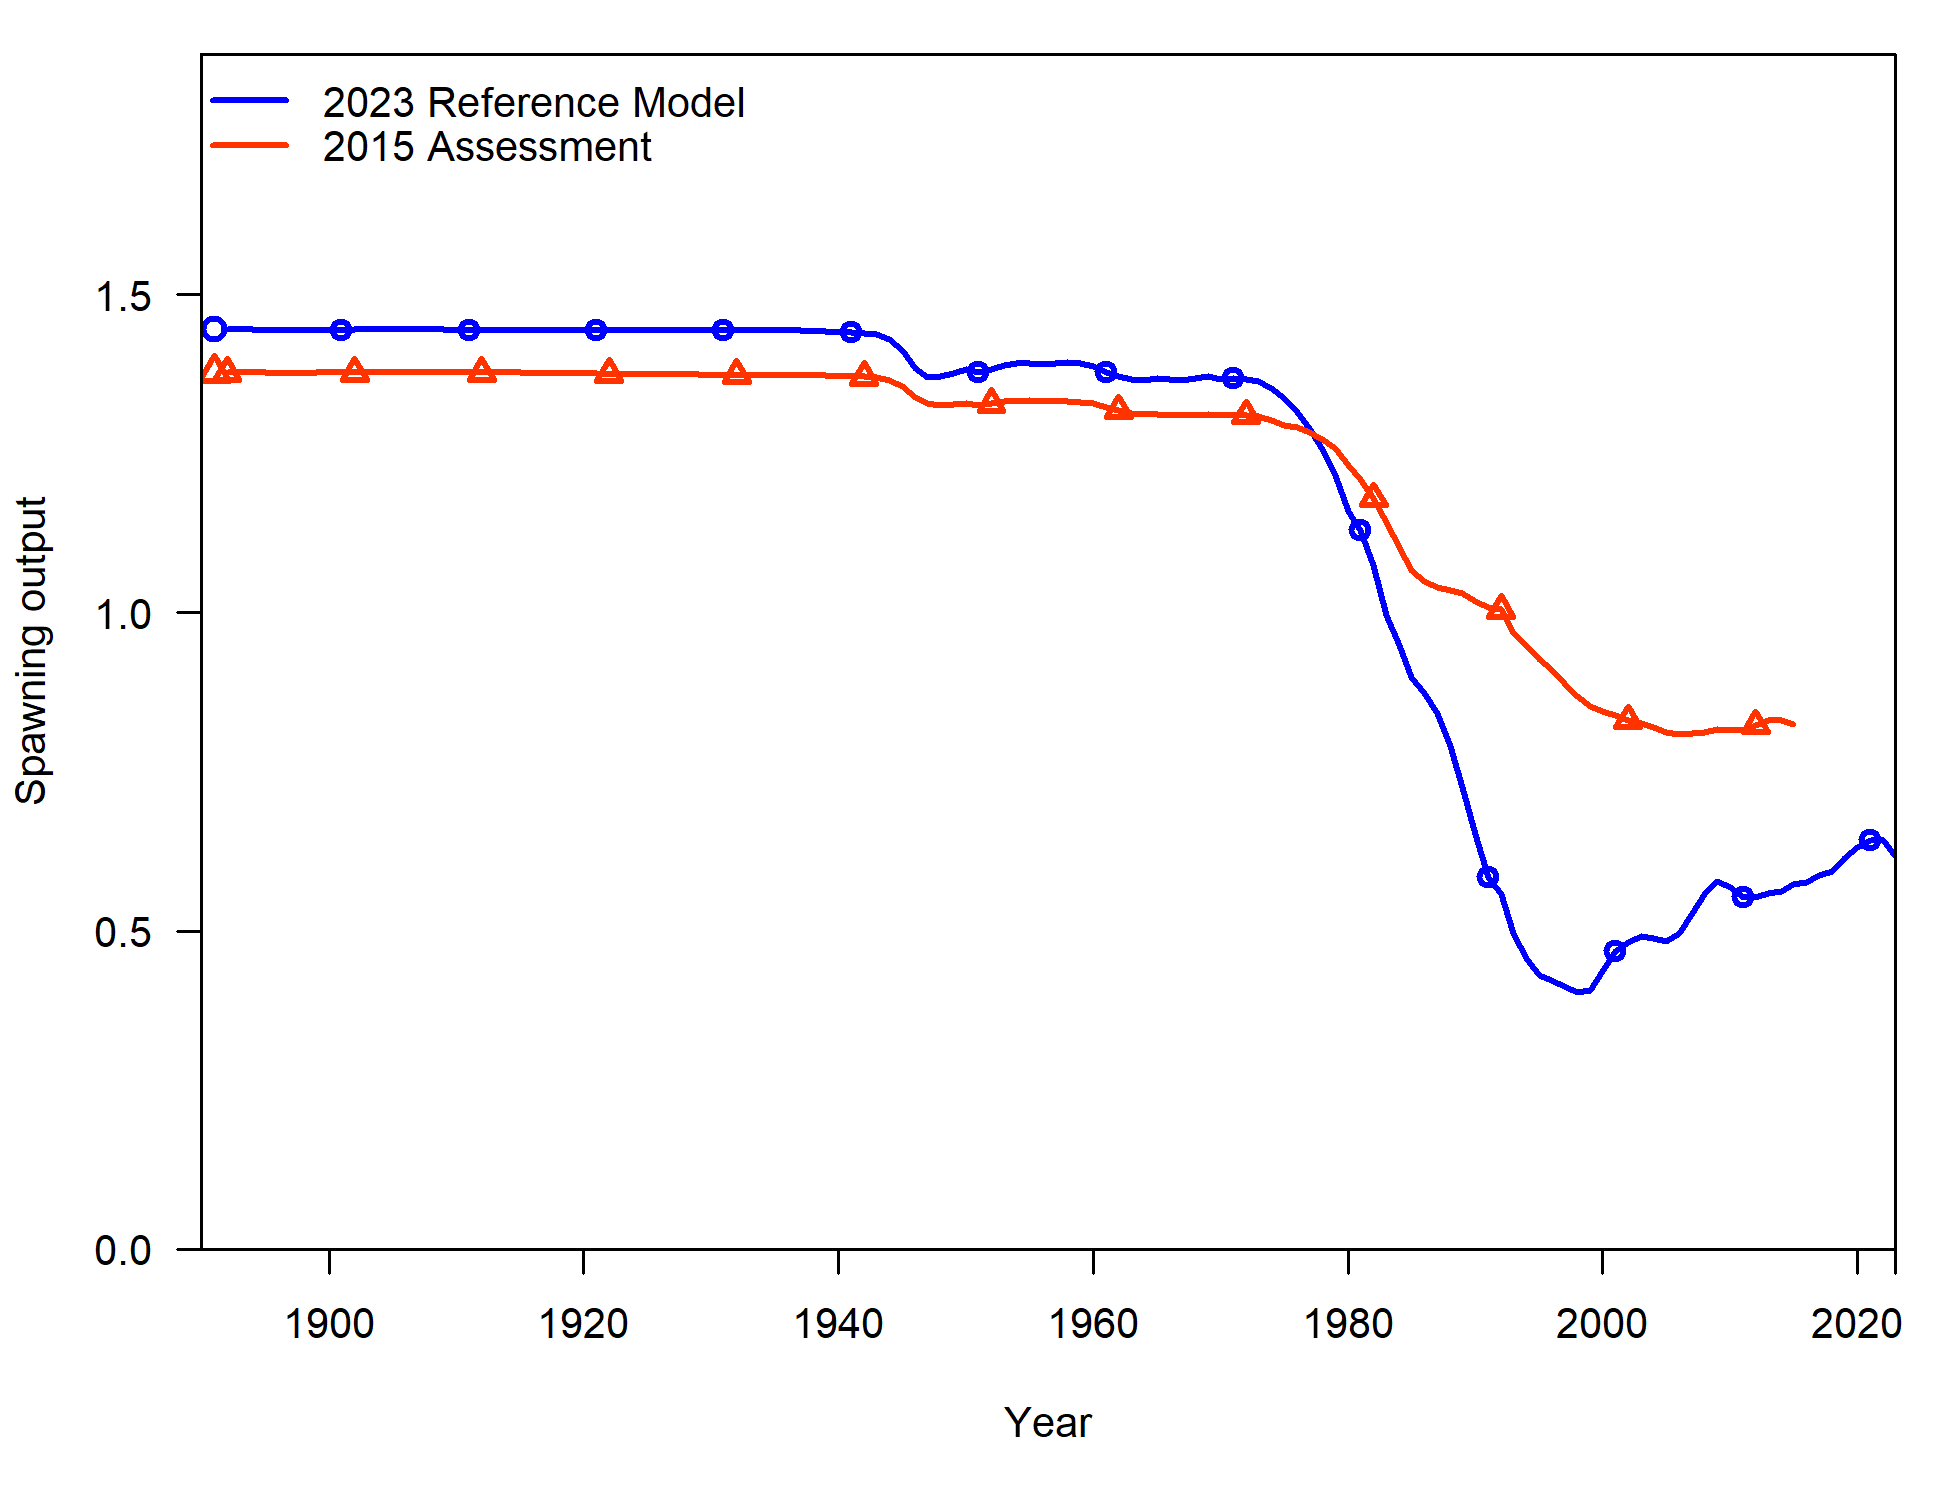 2023 Reference Model
2015 Assessment
1.5
1.0
0.5
0.0
Spawning output
1900 1920 1940 1960 1980 2000 2020
Year